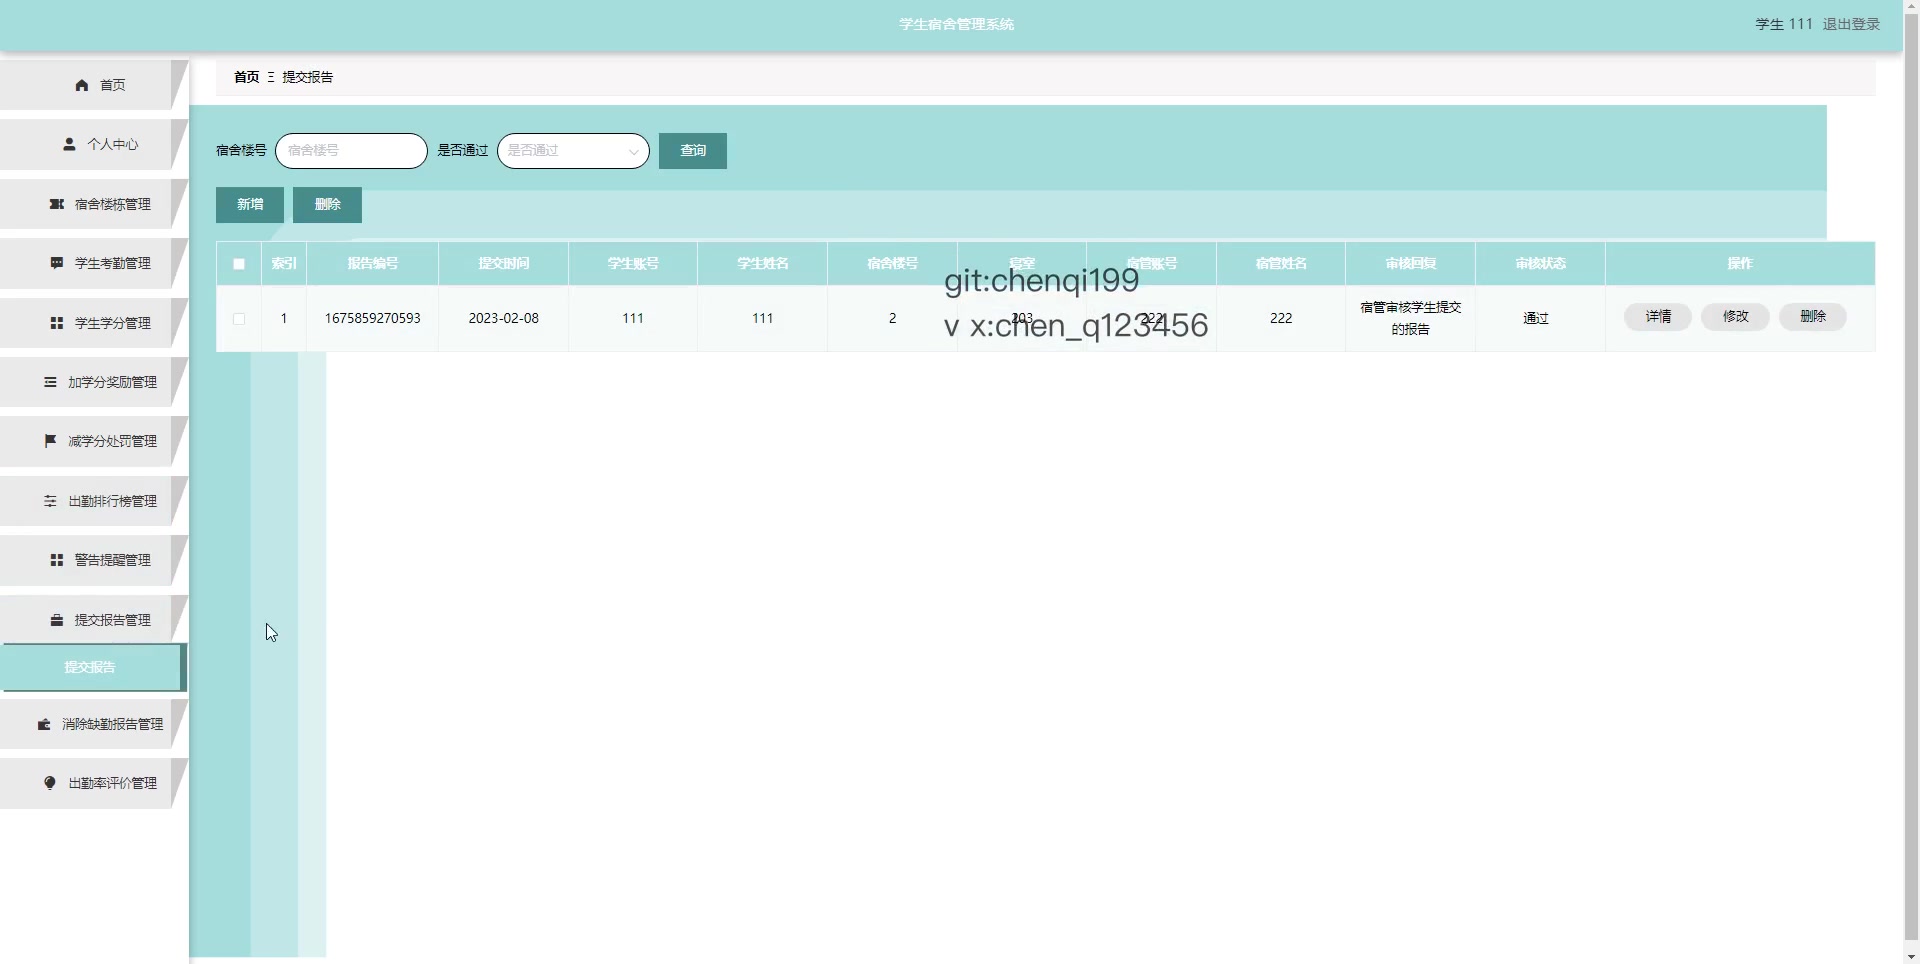 学生宿舍管理系统
学生 111 退出登录
首页
个人中心
宿舍楼栋管理
学生考勤管理
学生学分管理
加学分奖励管理
减学分处罚管理
出勤排行榜管理
警告提醒管理
提交报告管理
提交报告
消除缺勤报告管理
出勤率评价管理
首页 Ξ 提交报告
宿舍楼号 宿舍楼号 是否通过 是否通过 查询
新增 删除
索引 报告编号 提交时间 学生账号 学生姓名 宿舍楼号 寝室 宿管账号 宿管姓名 审核回复 审核状态 操作
1 1675859270593 2023-02-08 111 111 2 203 222 222 宿管审核学生提交的报告 通过 详情 修改 删除
git:chenqi199
v x:chen_q123456